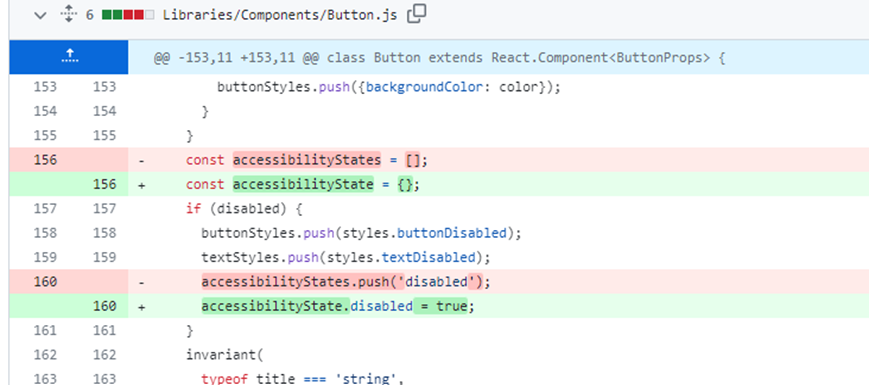 6 Libraries/Components/Button.js
@@ -153,11 +153,11 @@ class Button extends React.Component<ButtonProps> {
153 153 buttonStyles.push({backgroundColor: color});
154 154 }
155 155 }
156 - const accessibilityStates = [];
156 + const accessibilityState = {};
157 157 if (disabled) {
158 158 buttonStyles.push(styles.buttonDisabled);
159 159 textStyles.push(styles.textDisabled);
160 - accessibilityStates.push('disabled');
160 + accessibilityState.disabled = true;
161 161 }
162 162 invariant(
163 163 typeof title === 'string',